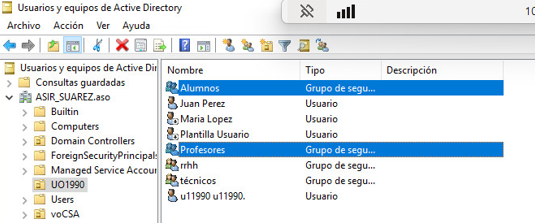 Usuarios y equipos de Active Directory
Archivo Acción Ver Ayuda
10
Usuarios y equipos de Active Directory
Consultas guardadas
ASIR_SUAREZ.aso
Builtin
Computers
Domain Controllers
ForeignSecurityPrincipals
Managed Service Accoun
UO1990
Users
voCSA
Nombre Tipo Descripción
Alumnos Grupo de segu...
Juan Perez Usuario
Maria Lopez Usuario
Plantilla Usuario Usuario
Profesores Grupo de segu...
rrhh Grupo de segu...
técnicos Grupo de segu...
u11990 u11990. Usuario